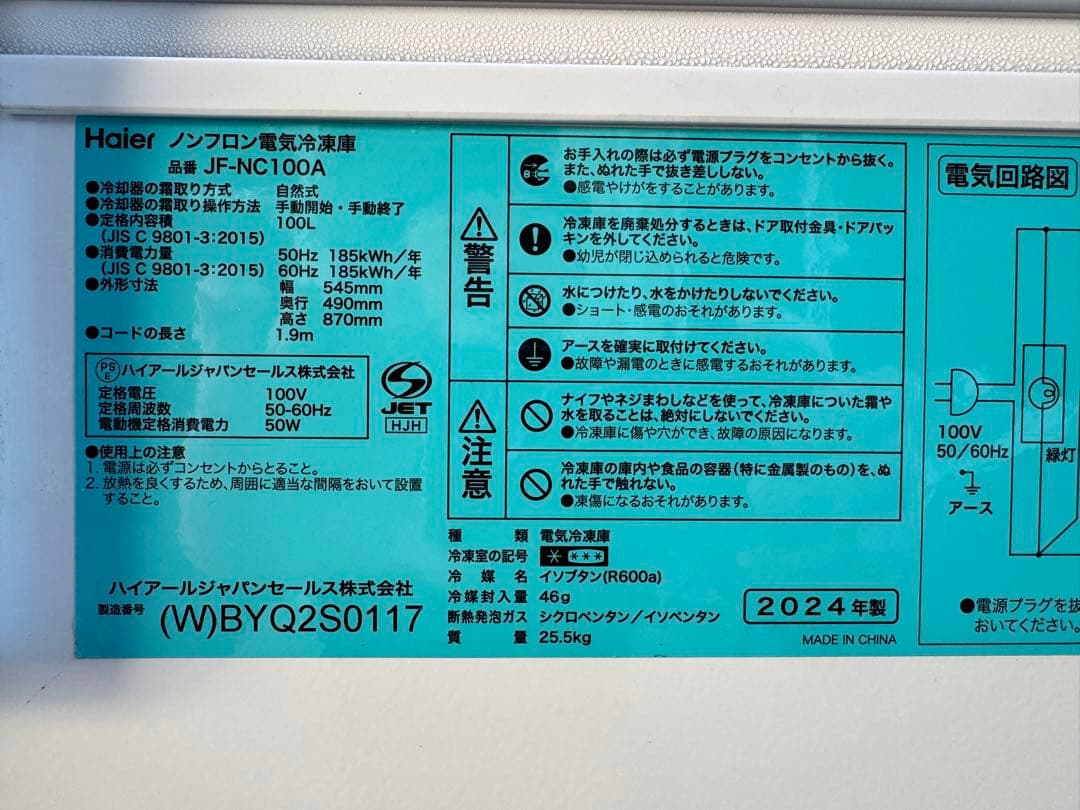 Haier ノンフロン電気冷凍庫
品番 JF-NC100A
●冷却器の霜取り方式 自然式
●冷却器の霜取り操作方法 手動開始・手動終了
●定格内容積 100L
(JIS C 9801-3:2015)
●消費電力量 50Hz 185kWh/年
(JIS C 9801-3:2015) 60Hz 185kWh/年
●外形寸法 幅 545mm
奥行 490mm
高さ 870mm
●コードの長さ 1.9m
PSE ハイアールジャパンセールス株式会社
定格電圧 100V
定格周波数 50-60Hz
電動機定格消費電力 50W
JET
HJH
●使用上の注意
1. 電源は必ずコンセントからとること。
2. 放熱を良くするため、周囲に適当な間隔をおいて設置
すること。
ハイアールジャパンセールス株式会社
製造番号 (W)BYQ2S0117
警告
お手入れの際は必ず電源プラグをコンセントから抜く。
また、ぬれた手で抜き差ししない。
●感電やけがをすることがあります。
冷凍庫を廃棄処分するときは、ドア取付金具・ドアパッ
キンを外してください。
●幼児が閉じ込められると危険です。
水につけたり、水をかけたりしないでください。
●ショート・感電のおそれがあります。
アースを確実に取付けてください。
●故障や漏電のときに感電するおそれがあります。
注意
ナイフやネジまわしなどを使って、冷凍庫についた霜や
氷を取ることは、絶対にしないでください。
●冷凍庫に傷や穴ができ、故障の原因になります。
冷凍庫の庫内や食品の容器(特に金属製のもの)を、ぬ
れた手で触れない。
●凍傷になるおそれがあります。
種類 電気冷凍庫
冷凍室の記号
冷媒名 イソブタン(R600a)
冷媒封入量 46g
断熱発泡ガス シクロペンタン/イソペンタン
質量 25.5kg
2024年製
MADE IN CHINA
電気回路図
100V
50/60Hz
アース
緑灯
●電源プラグを抜
おいてください。